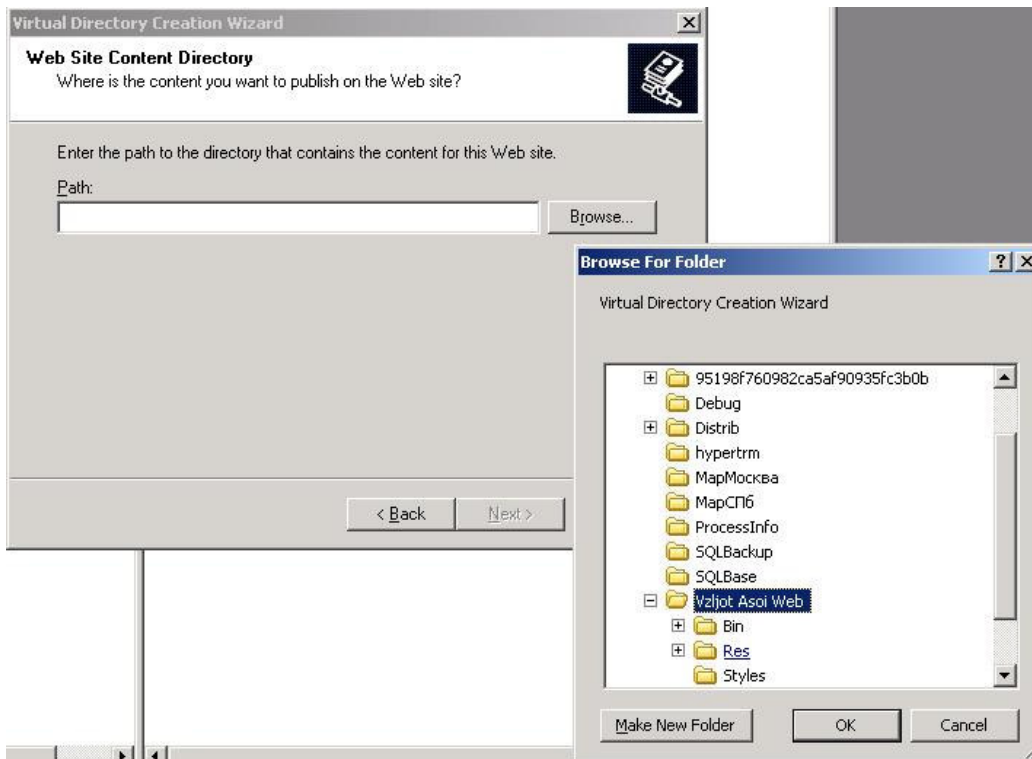 Virtual Directory Creation Wizard
Web Site Content Directory
Where is the content you want to publish on the Web site?
Enter the path to the directory that contains the content for this Web site.
Path:
Browse...
< Back
Next >
Browse For Folder
Virtual Directory Creation Wizard
95198f760982ca5af90935fc3b0b
Debug
Distrib
hypertrm
MapМосква
MapСПб
ProcessInfo
SQLBackup
SQLBase
Vzljot Asoi Web
Bin
Res
Styles
Make New Folder
OK
Cancel